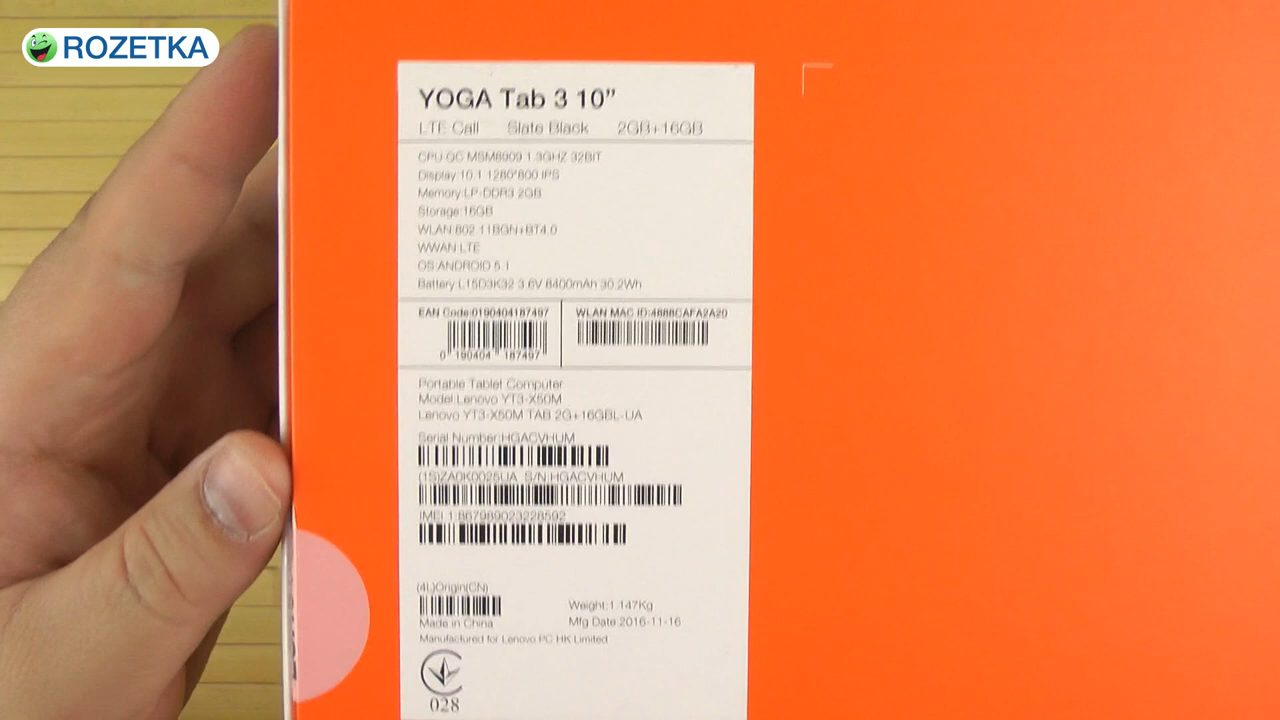 ROZETKA
YOGA Tab 3 10”
LTE Call Slate Black 2GB+16GB
CPU:QC MSM8909 1.3GHZ 32BIT
Display:10.1 1280*800 IPS
Memory:LP-DDR3 2GB
Storage:16GB
WLAN:802.11BGN+BT4.0
WWAN:LTE
OS:ANDROID 5.1
Battery:L15D3K32 3.6V 8400mAh 30.2Wh
EAN Code:0190404187497 WLAN MAC ID:4888CAFA2A20
0 190404 187497
Portable Tablet Computer
Model:Lenovo YT3-X50M
Lenovo YT3-X50M TAB 2G+16GBL-UA
Serial Number:HGACVHUM
(1S)ZA0K0025UA S/N:HGACVHUM
IMEI 1:867989023228592
(4L)Origin(CN)
Weight:1.147Kg
Made in China Mfg Date:2016-11-16
Manufactured for Lenovo PC HK Limited
028